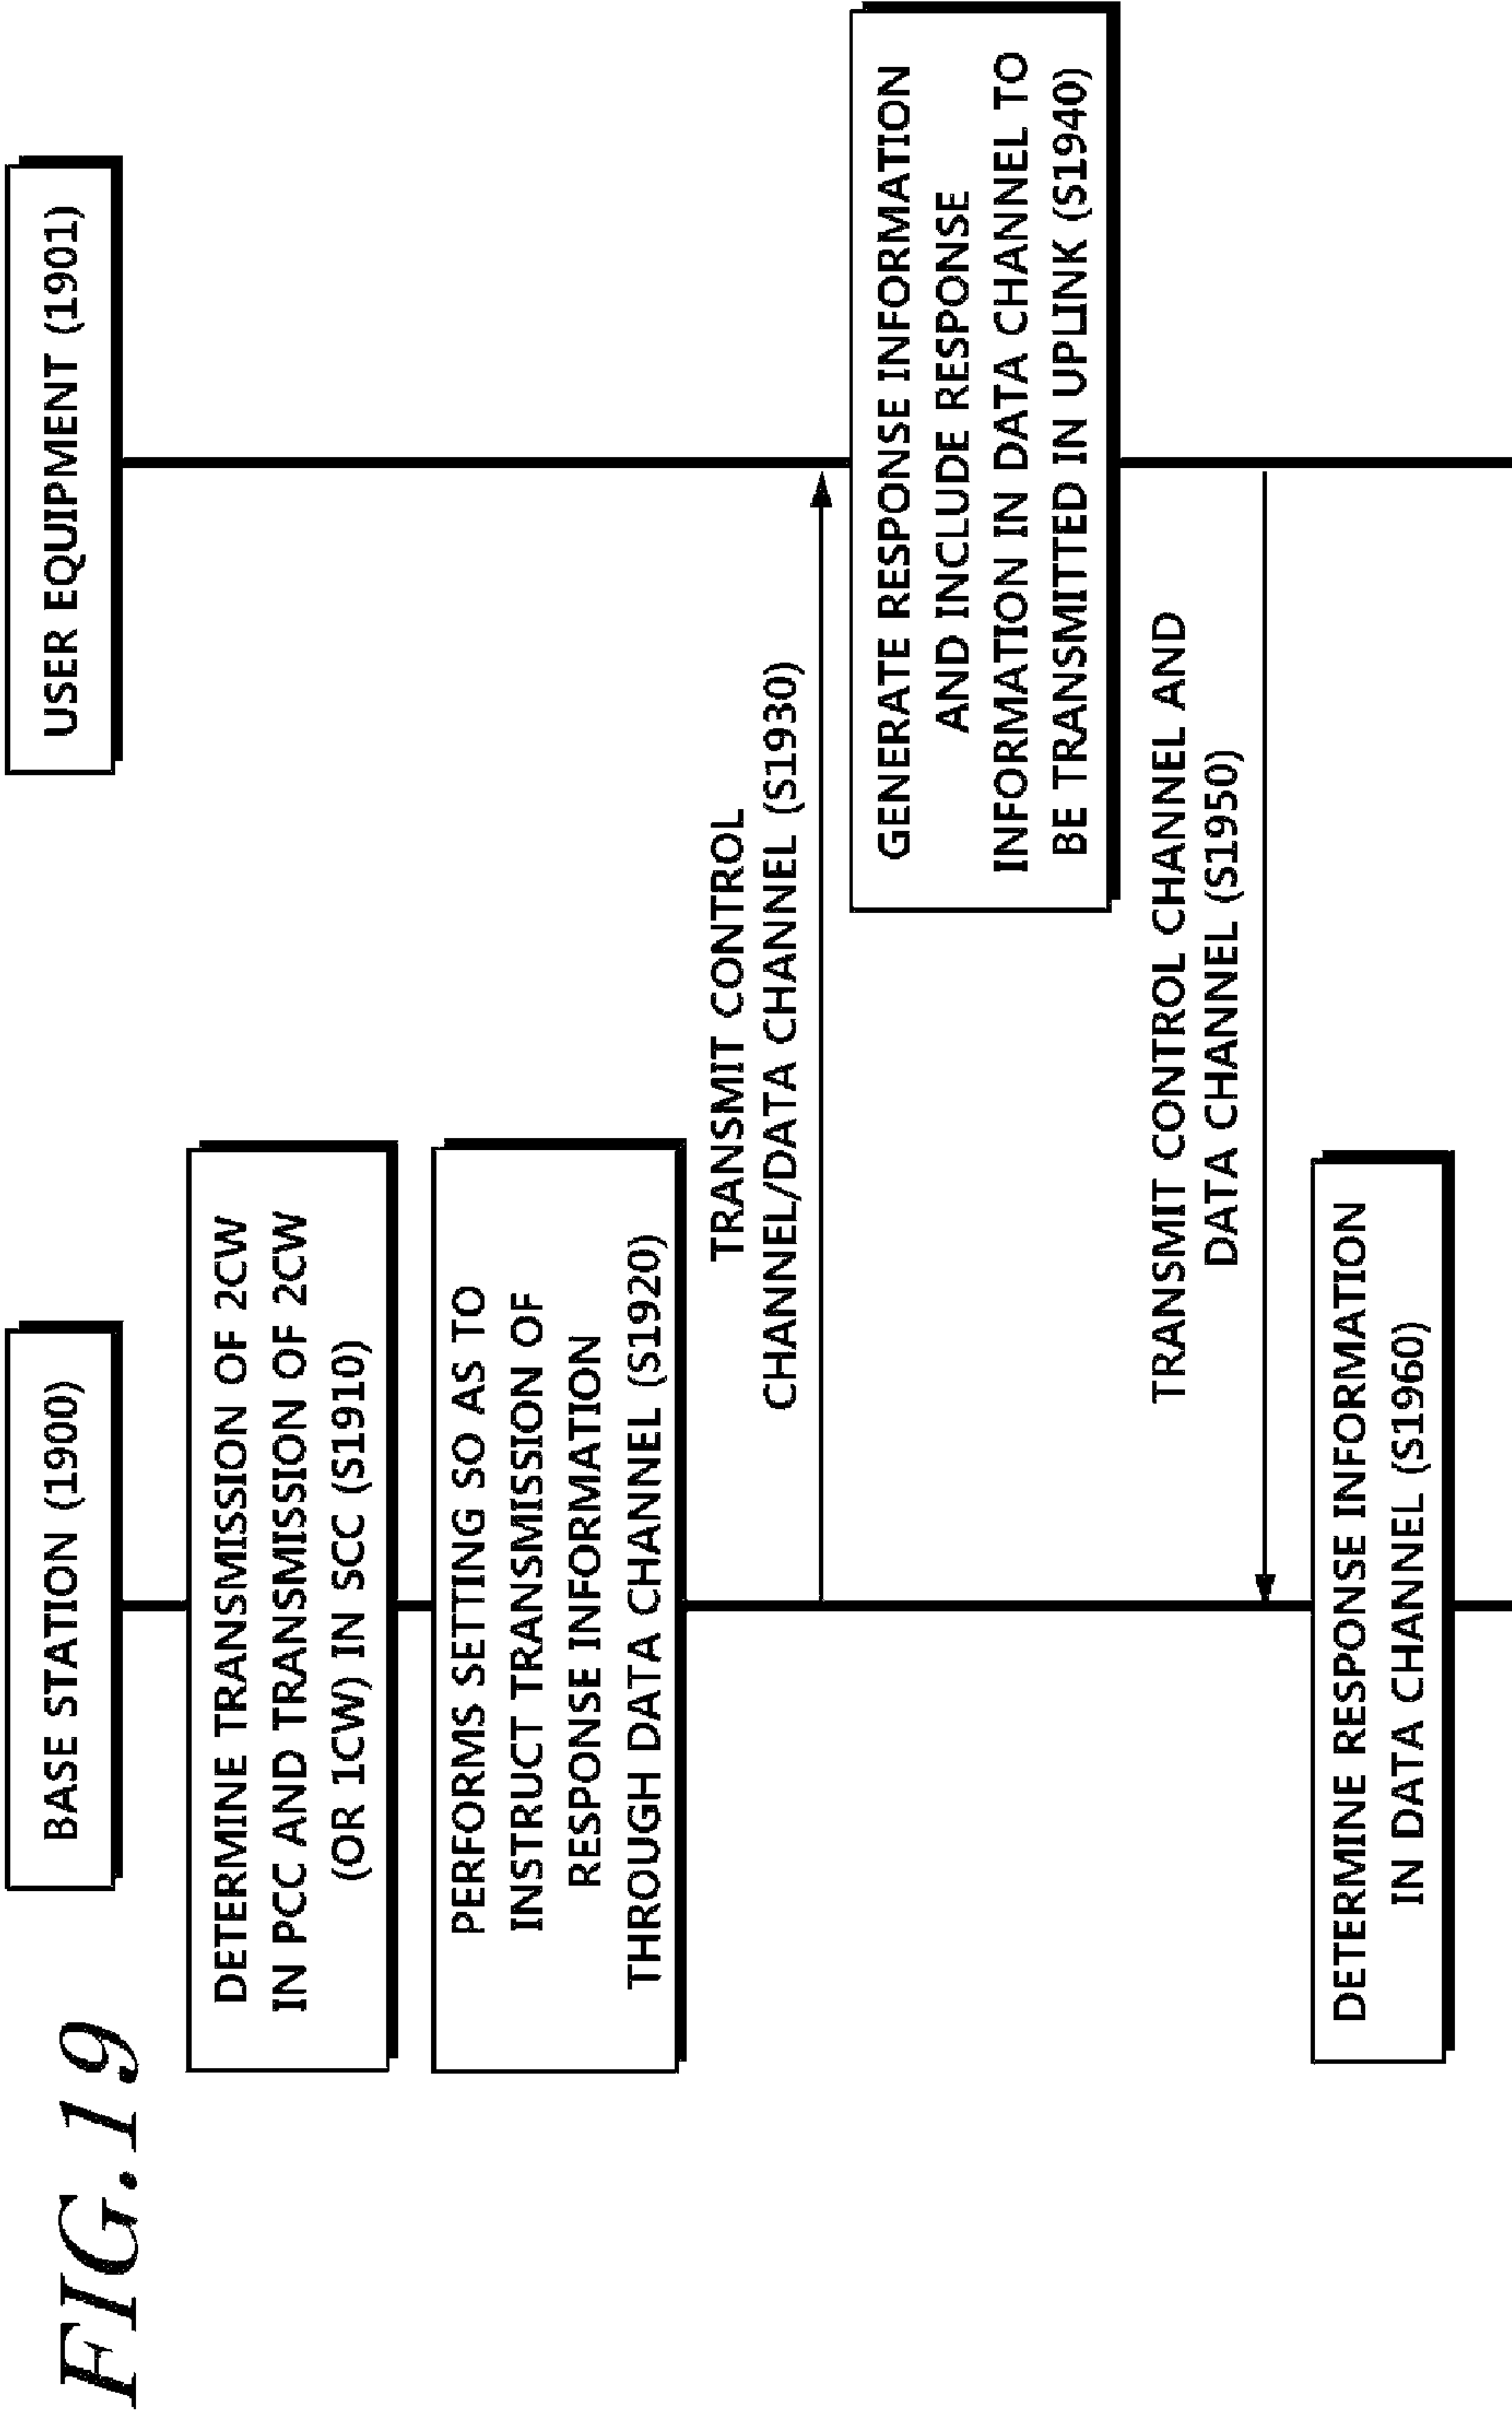 FIG.19
BASE STATION (1900)
USER EQUIPMENT (1901)
DETERMINE TRANSMISSION OF 2CW
IN PCC AND TRANSMISSION OF 2CW
(OR 1CW) IN SCC (S1910)
PERFORMS SETTING SO AS TO
INSTRUCT TRANSMISSION OF
RESPONSE INFORMATION
THROUGH DATA CHANNEL (S1920)
TRANSMIT CONTROL
CHANNEL/DATA CHANNEL (S1930)
GENERATE RESPONSE INFORMATION
AND INCLUDE RESPONSE
INFORMATION IN DATA CHANNEL TO
BE TRANSMITTED IN UPLINK (S1940)
TRANSMIT CONTROL CHANNEL AND
DATA CHANNEL (S1950)
DETERMINE RESPONSE INFORMATION
IN DATA CHANNEL (S1960)